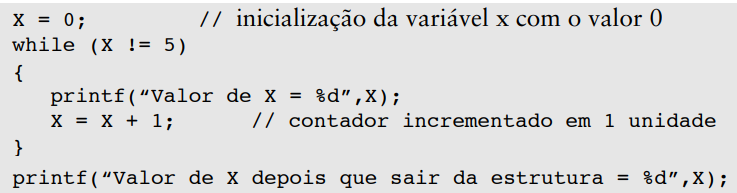 X = 0;          // inicialização da variável x com o valor 0
while (X != 5)
{
   printf(“Valor de X = %d”,X);
   X = X + 1;      // contador incrementado em 1 unidade
}
printf(“Valor de X depois que sair da estrutura = %d”,X);